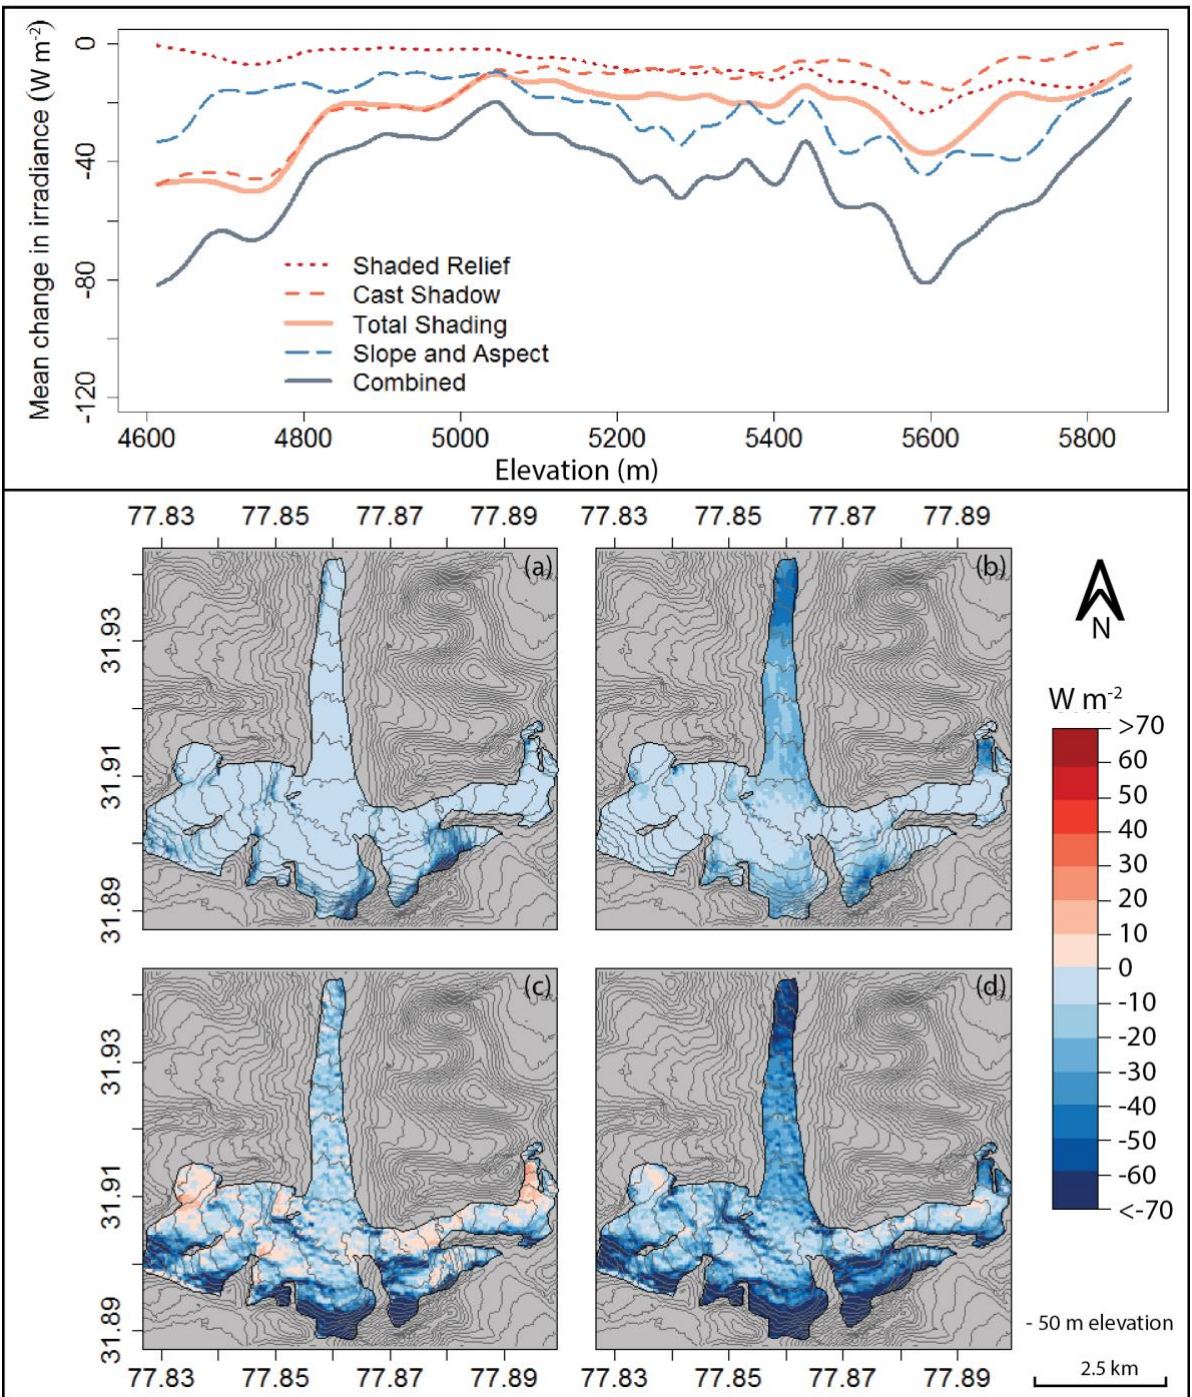 Mean change in irradiance (W m-2)
0
-40
-80
-120
Shaded Relief
Cast Shadow
Total Shading
Slope and Aspect
Combined
4600 4800 5000 5200 5400 5600 5800
Elevation (m)
77.83 77.85 77.87 77.89 77.83 77.85 77.87 77.89
(a) (b)
31.93
31.91
31.89
N
W m-2
>70
60
50
40
30
20
10
0
-10
-20
-30
-40
-50
-60
<-70
(c) (d)
31.93
31.91
31.89
- 50 m elevation
2.5 km
77.83 77.85 77.87 77.89 77.83 77.85 77.87 77.89